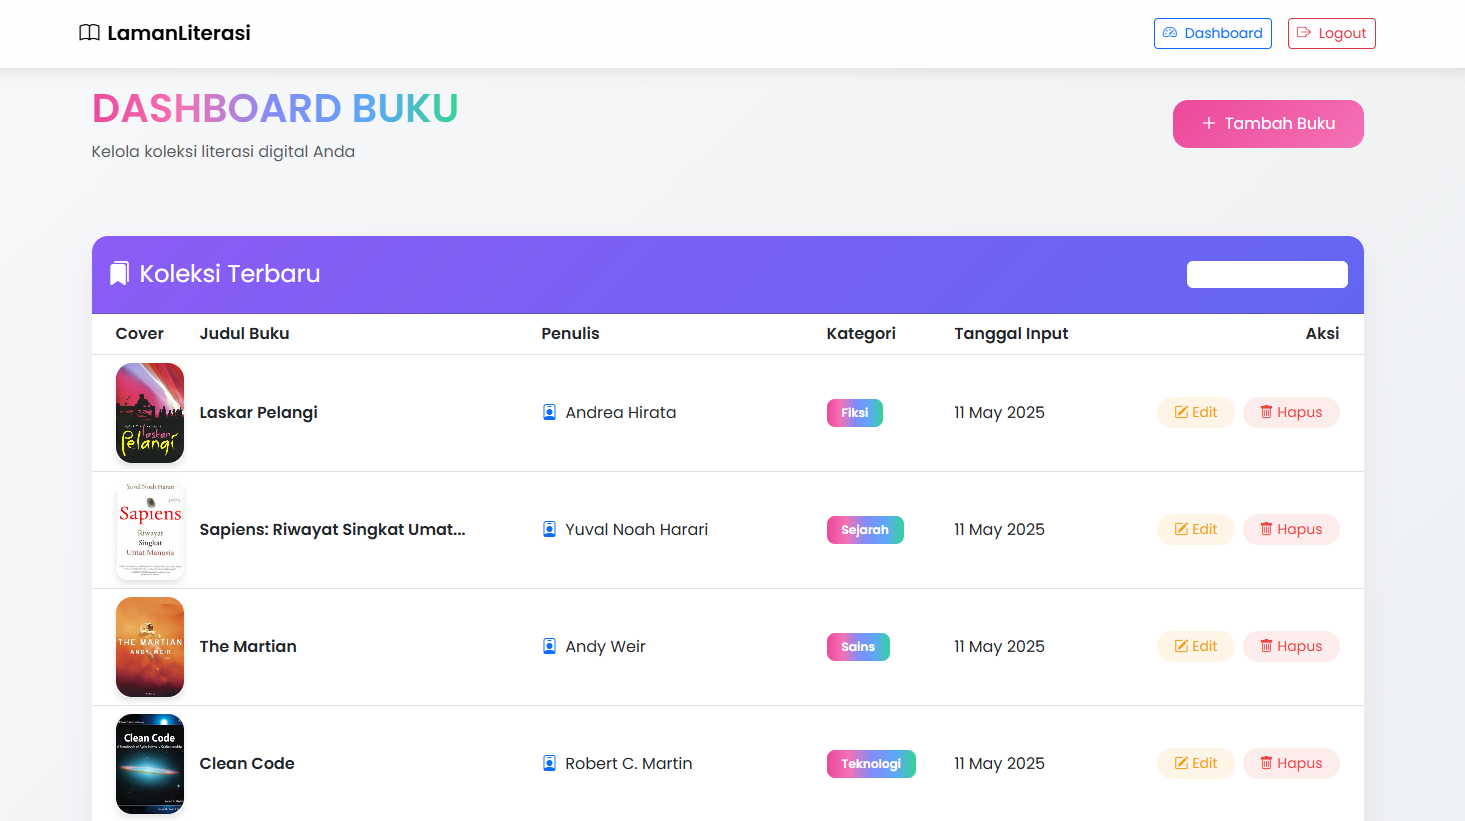 LamanLiterasi
Dashboard
Logout
DASHBOARD BUKU
Kelola koleksi literasi digital Anda
+ Tambah Buku
Koleksi Terbaru
Cover Judul Buku Penulis Kategori Tanggal Input Aksi
laskar
Pelangi
Laskar Pelangi Andrea Hirata Fiksi 11 May 2025 Edit Hapus
Yuval Noah Harari
Sapiens
Riwayat
Singkat
Umat Manusia
Sapiens: Riwayat Singkat Umat... Yuval Noah Harari Sejarah 11 May 2025 Edit Hapus
THE MARTIAN
ANDY WEIR
The Martian Andy Weir Sains 11 May 2025 Edit Hapus
Clean Code
Clean Code Robert C. Martin Teknologi 11 May 2025 Edit Hapus